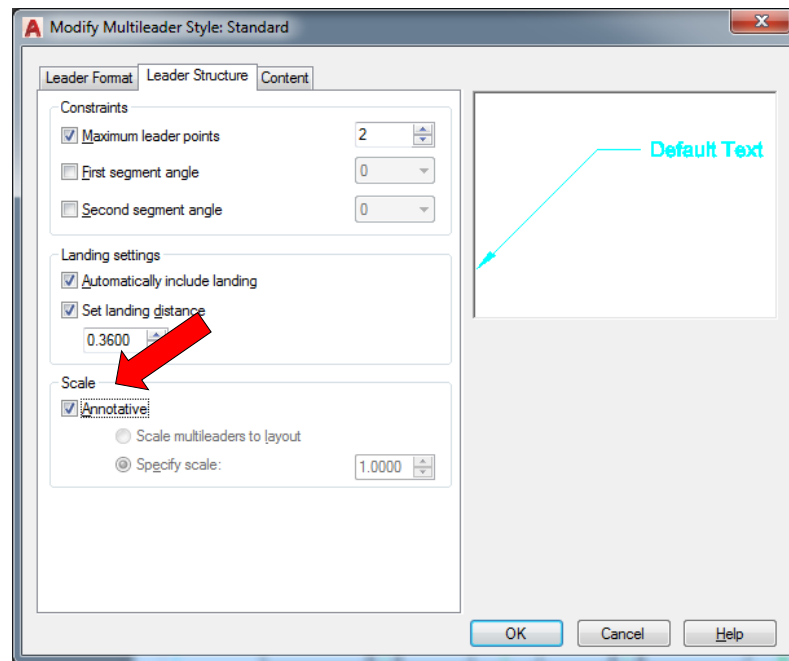 Modify Multileader Style: Standard
Leader Format Leader Structure Content
Constraints
Maximum leader points 2
First segment angle 0
Second segment angle 0
Landing settings
Automatically include landing
Set landing distance
0.3600
Scale
Annotative
Scale multileaders to layout
Specify scale: 1.0000
Default Text
OK Cancel Help